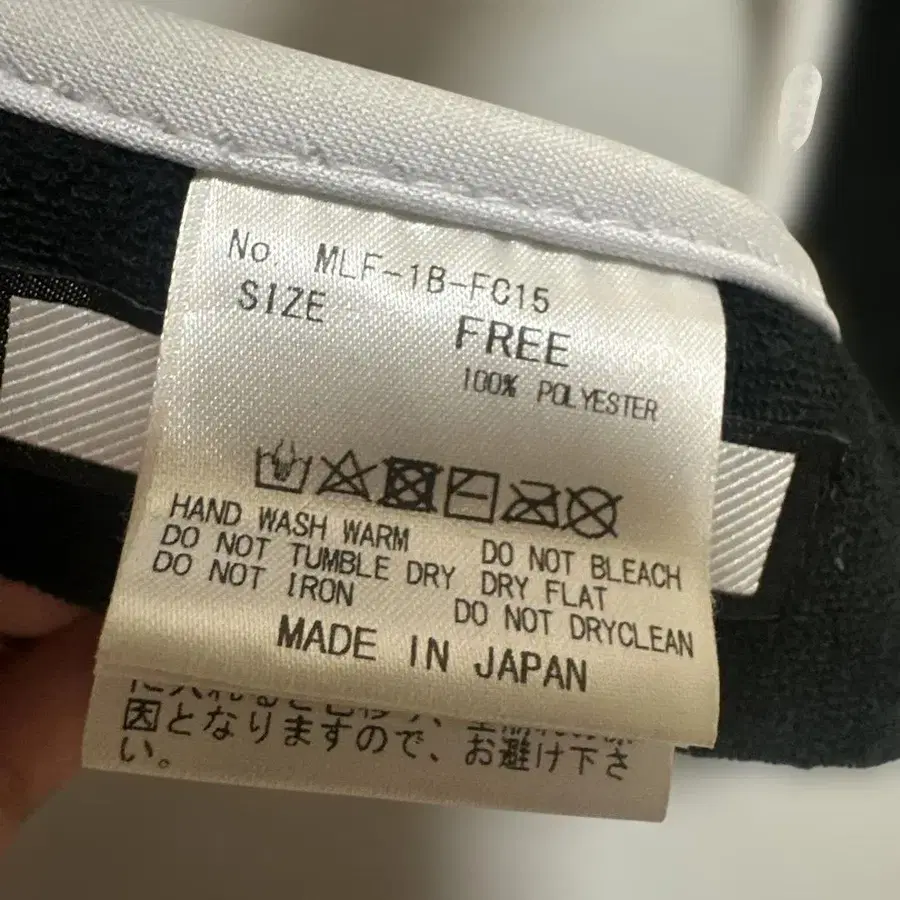 No. MLF-1B-FC15
SIZE FREE
100% POLYESTER
HAND WASH WARM DO NOT BLEACH
DO NOT TUMBLE DRY DRY FLAT
DO NOT IRON DO NOT DRYCLEAN
MADE IN JAPAN
因となりますので、お避け下さ
い。